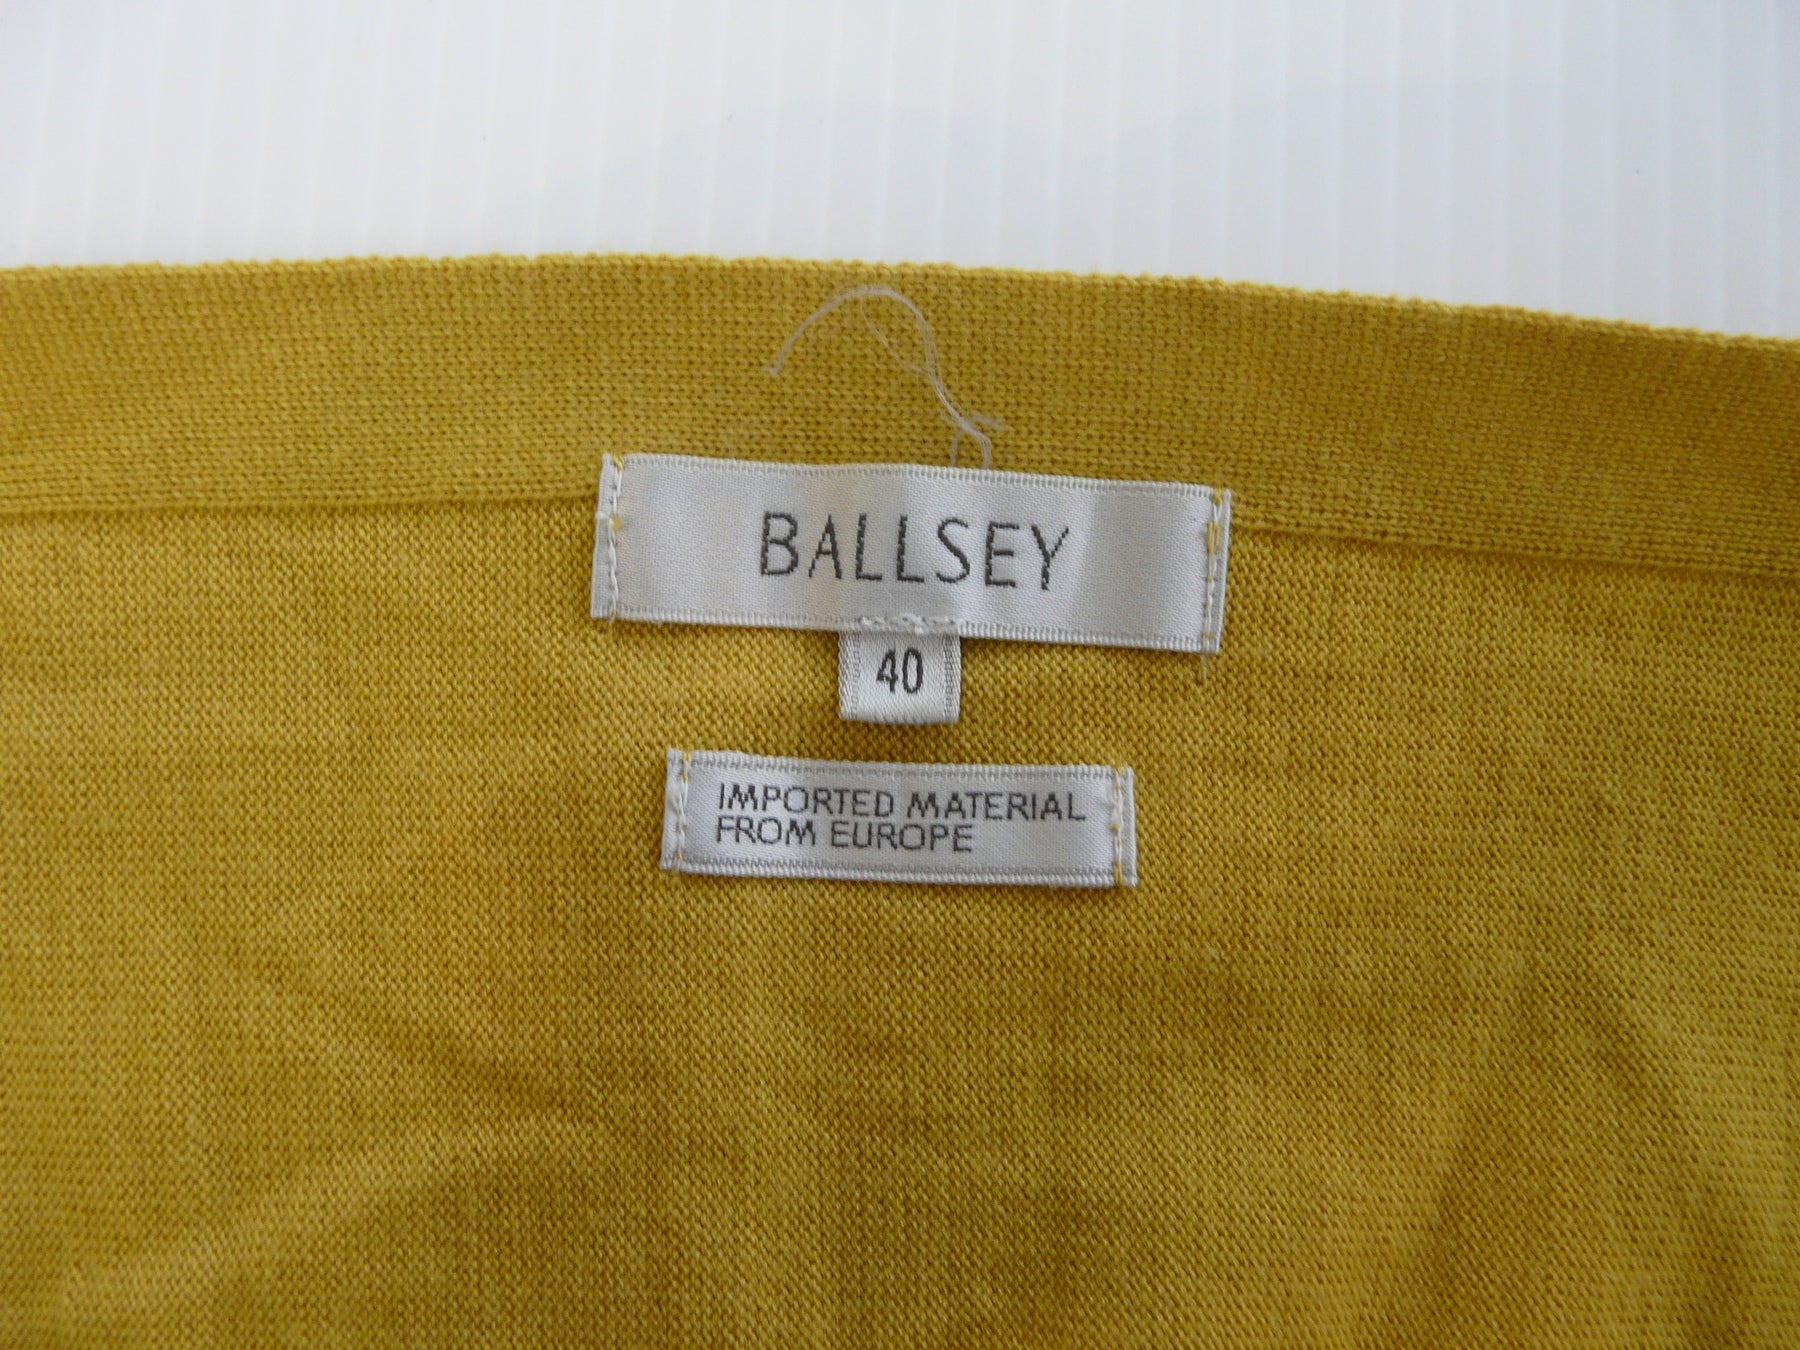 BALLSEY
40
IMPORTED MATERIAL
FROM EUROPE